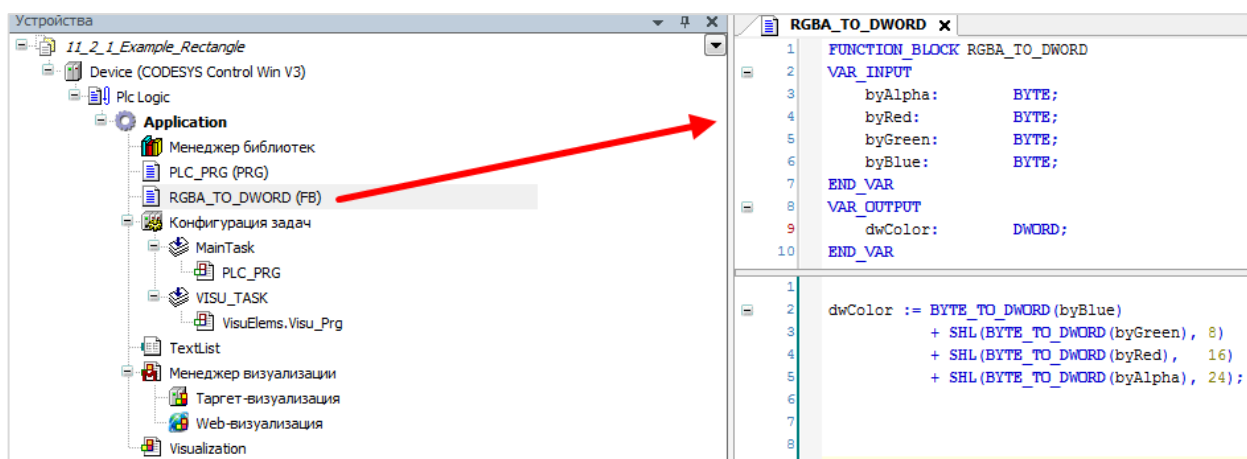 Устройства
11_2_1_Example_Rectangle
Device (CODESYS Control Win V3)
Plc Logic
Application
Менеджер библиотек
PLC_PRG (PRG)
RGBA_TO_DWORD (FB)
Конфигурация задач
MainTask
PLC_PRG
VISU_TASK
VisuElems.Visu_Prg
TextList
Менеджер визуализации
Таргет-визуализация
Web-визуализация
Visualization
RGBA_TO_DWORD
1 FUNCTION_BLOCK RGBA_TO_DWORD
2 VAR_INPUT
3 byAlpha: BYTE;
4 byRed: BYTE;
5 byGreen: BYTE;
6 byBlue: BYTE;
7 END_VAR
8 VAR_OUTPUT
9 dwColor: DWORD;
10 END_VAR
1
2 dwColor := BYTE_TO_DWORD(byBlue)
3 + SHL(BYTE_TO_DWORD(byGreen), 8)
4 + SHL(BYTE_TO_DWORD(byRed), 16)
5 + SHL(BYTE_TO_DWORD(byAlpha), 24);
6
7
8